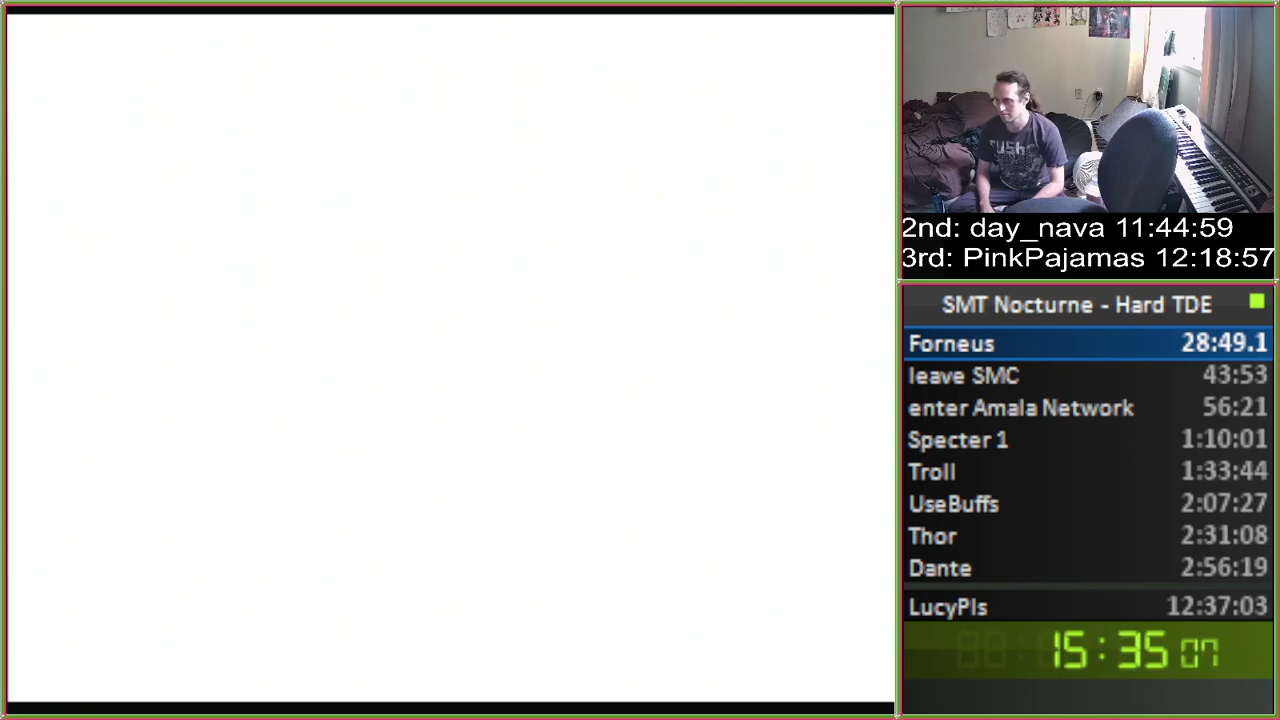 rush
2nd: day_nava 11:44:59
3rd: PinkPajamas 12:18:57
SMT Nocturne - Hard TDE
Forneus 28:49.1
leave SMC 43:53
enter Amala Network 56:21
Specter 1 1:10:01
Troll 1:33:44
UseBuffs 2:07:27
Thor 2:31:08
Dante 2:56:19
LucyPls 12:37:03
15:35 07